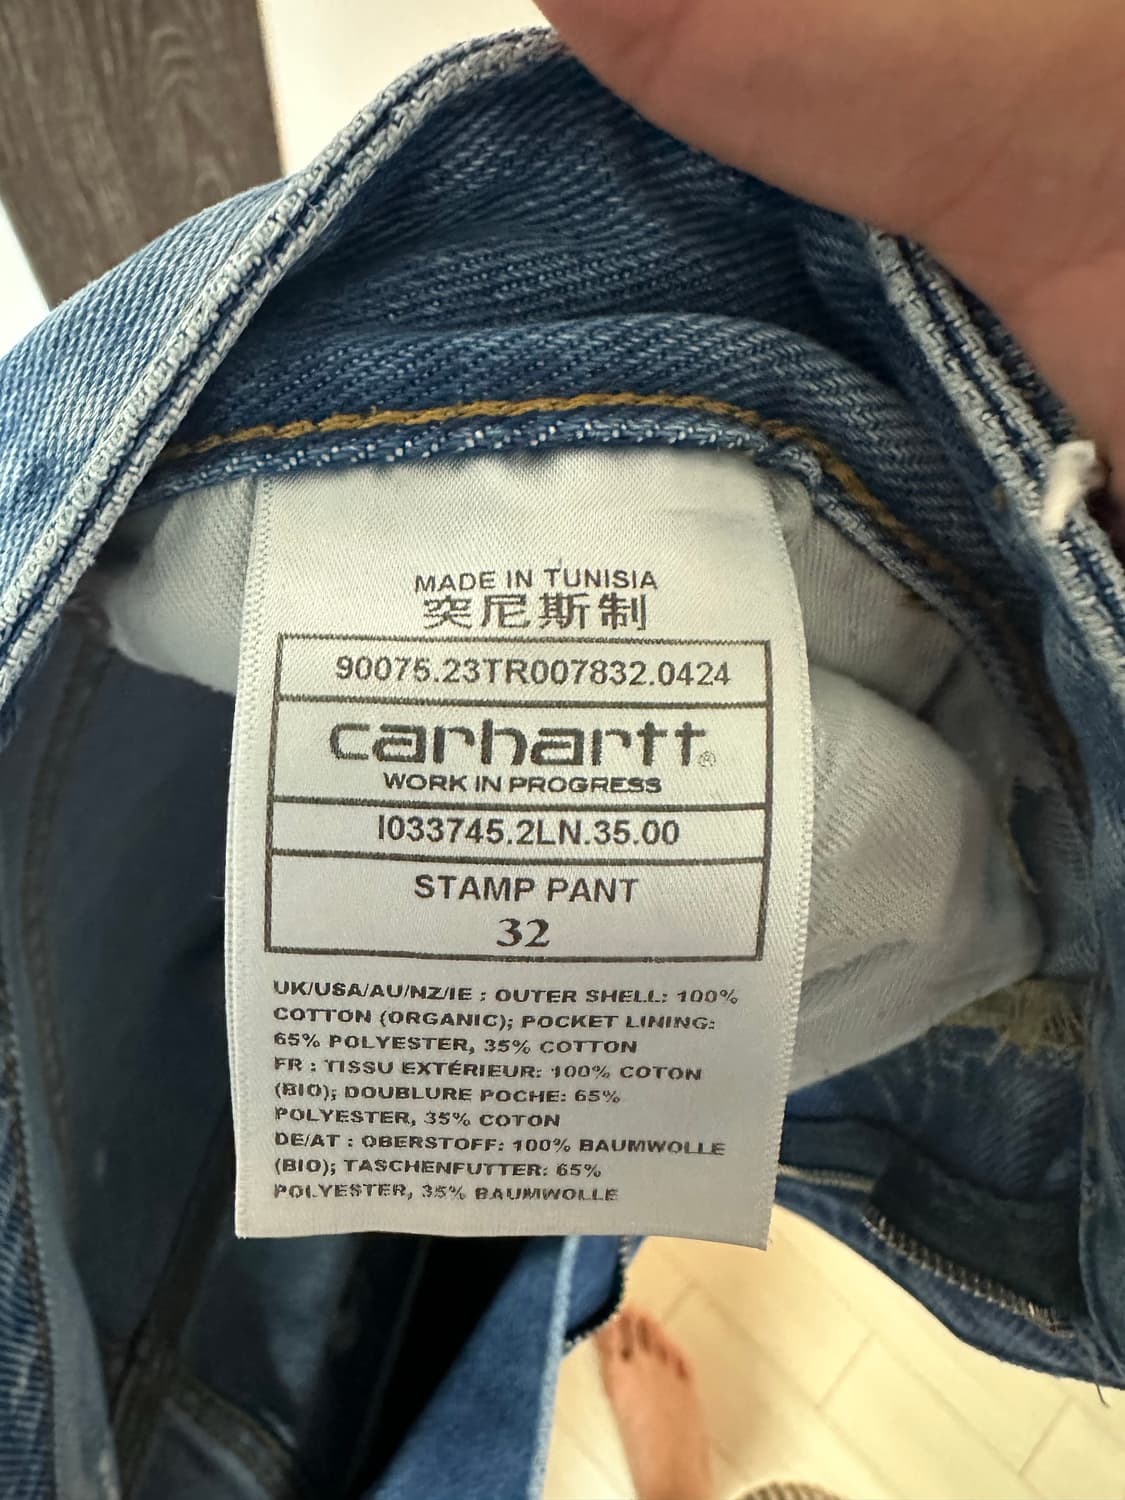 MADE IN TUNISIA
突尼斯制
90075.23TR007832.0424
carhartt®
WORK IN PROGRESS
I033745.2LN.35.00
STAMP PANT
32
UK/USA/AU/NZ/IE : OUTER SHELL: 100%
COTTON (ORGANIC); POCKET LINING:
65% POLYESTER, 35% COTTON
FR : TISSU EXTÉRIEUR: 100% COTON
(BIO); DOUBLURE POCHE: 65%
POLYESTER, 35% COTON
DE/AT : OBERSTOFF: 100% BAUMWOLLE
(BIO); TASCHENFUTTER: 65%
POLYESTER, 35% BAUMWOLLE